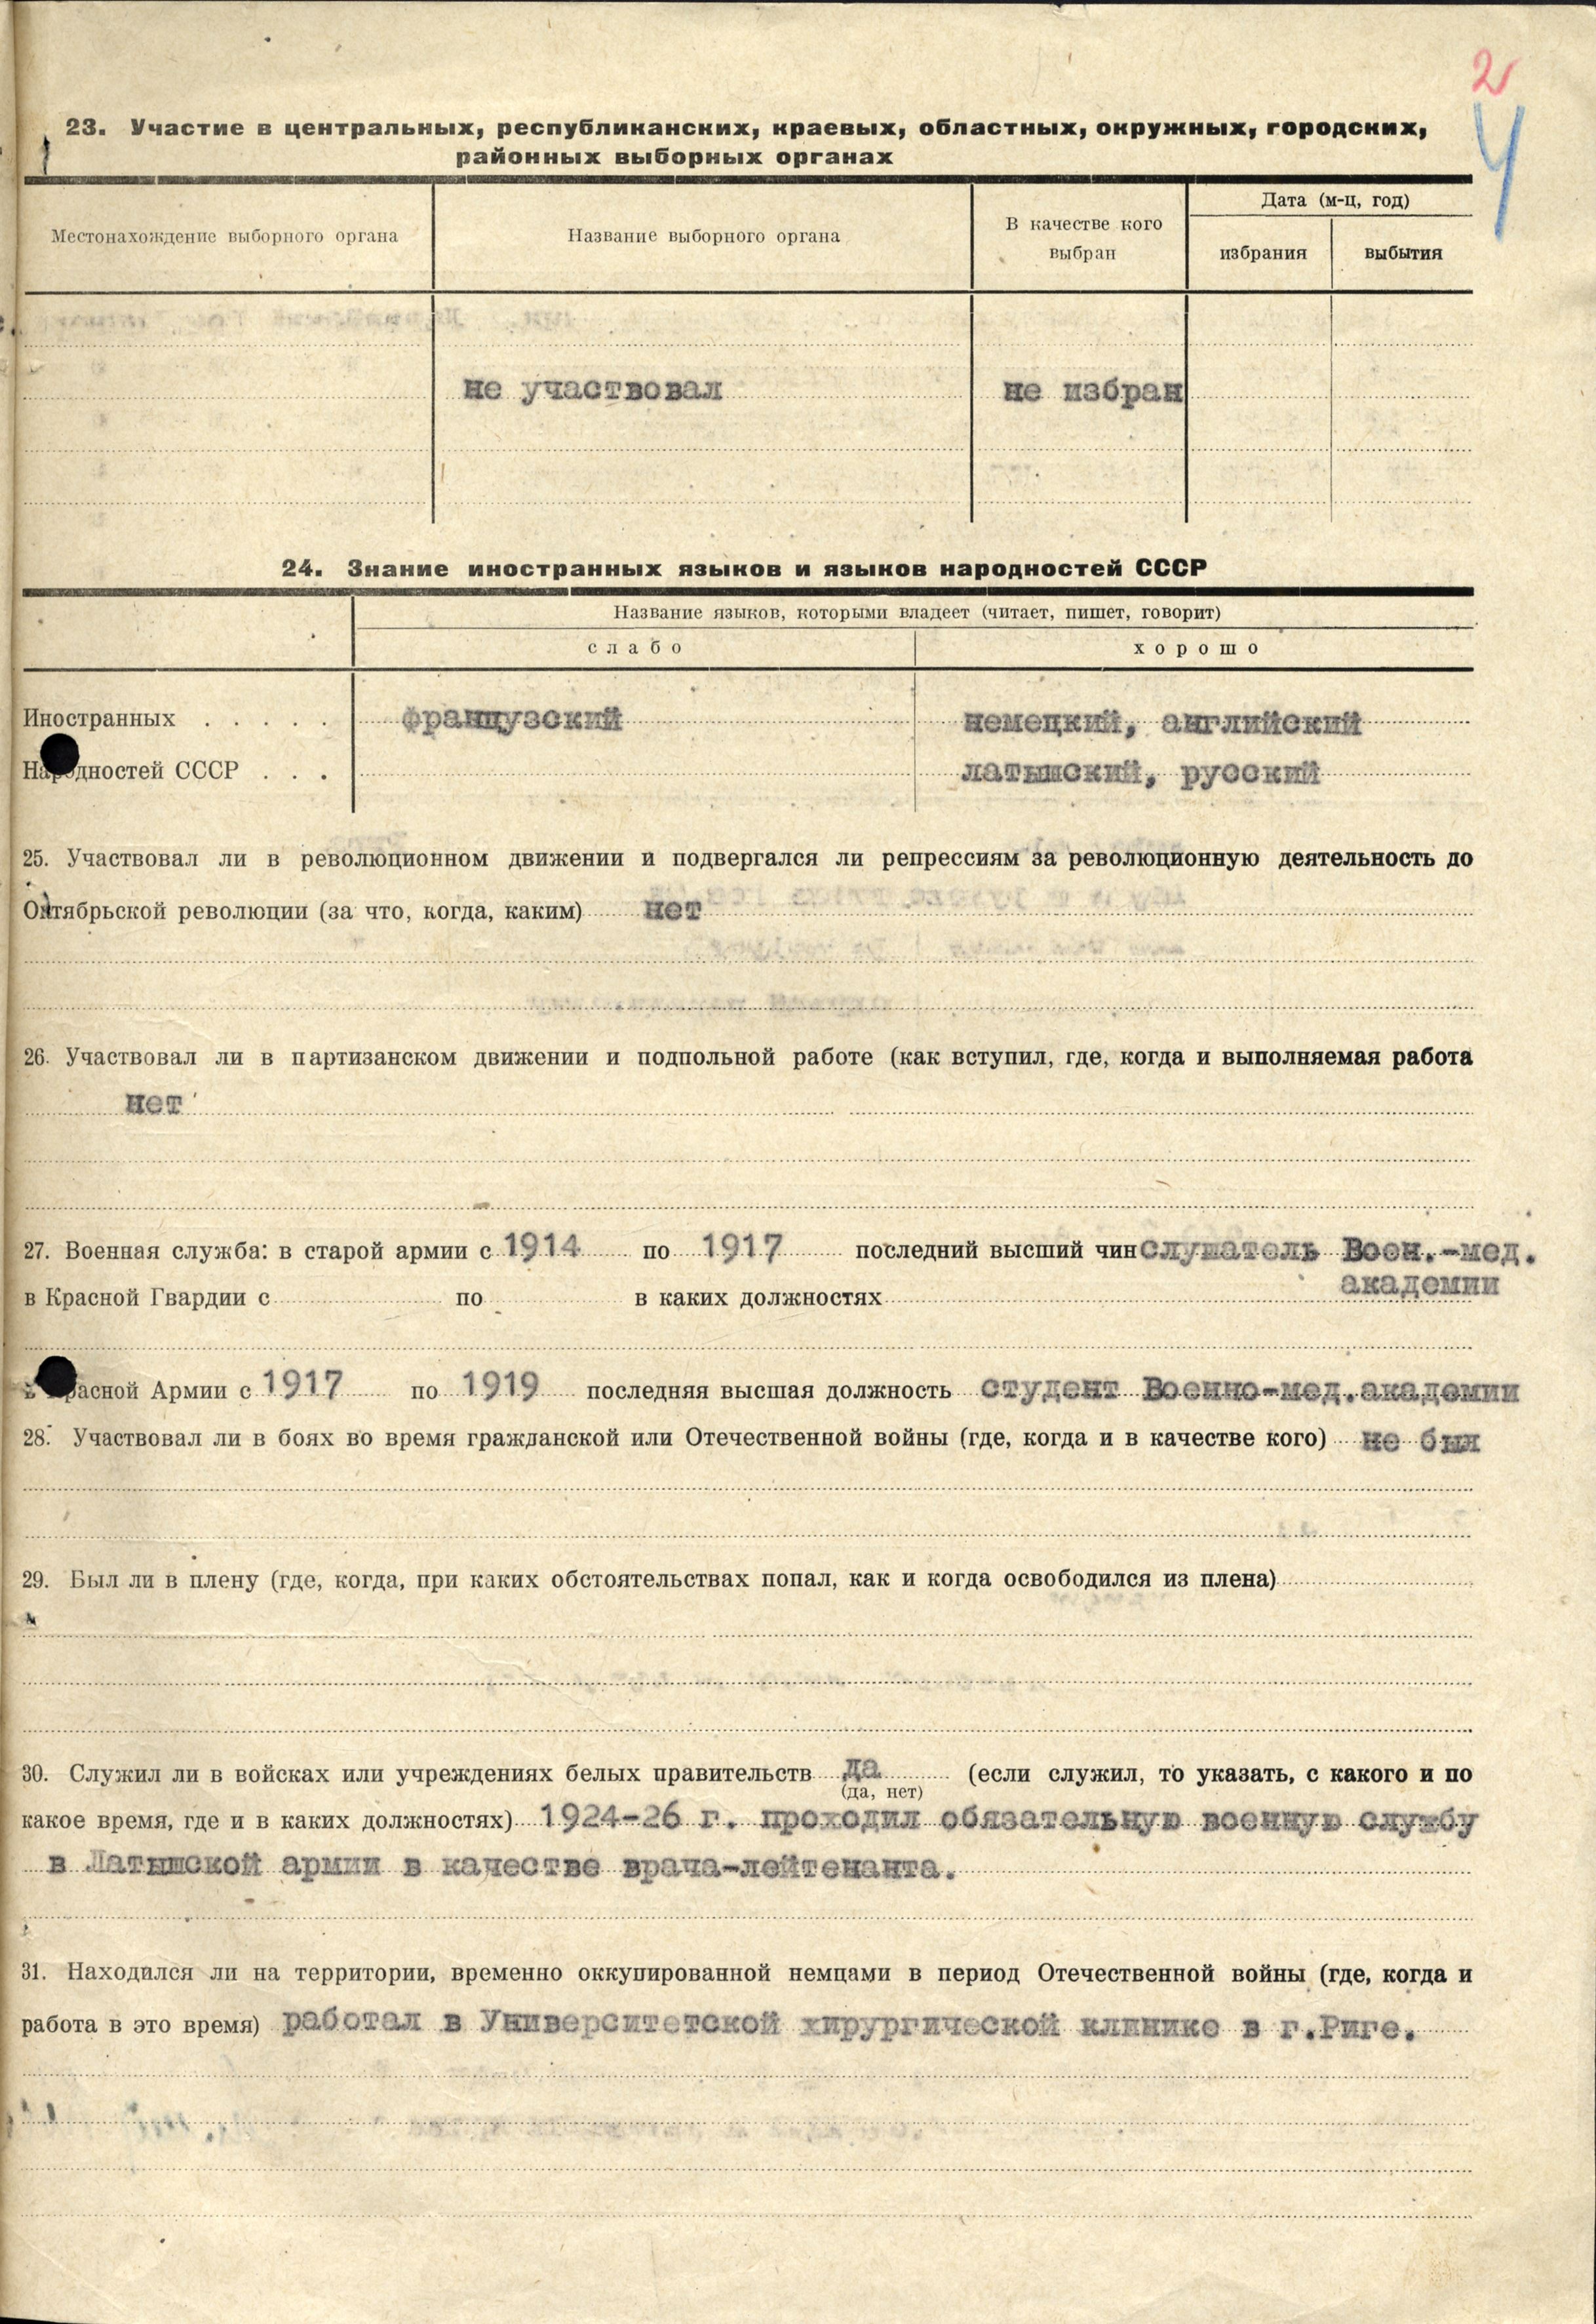 2
4
23. Участие в центральных, республиканских, краевых, областных, окружных, городских,
районных выборных органах
Местонахождение выборного органа
Название выборного органа
В качестве кого
выбран
Дата (м-ц, год)
избрания
выбытия
не участвовал
не избран
24. Знание иностранных языков и языков народностей СССР
Название языков, которыми владеет (читает, пишет, говорит)
слабо
хорошо
Иностранных . . . . .
французский
немецкий, английский
Народностей СССР . . .
латышский, русский
25. Участвовал ли в революционном движении и подвергался ли репрессиям за революционную деятельность до
Октябрьской революции (за что, когда, каким) нет
26. Участвовал ли в партизанском движении и подпольной работе (как вступил, где, когда и выполняемая работа
нет
27. Военная служба: в старой армии с 1914 по 1917 последний высший чин слушатель Воен.-мед.
академии
в Красной Гвардии с по в каких должностях
в Красной Армии с 1917 по 1919 последняя высшая должность студент Военно-мед.академии
28. Участвовал ли в боях во время гражданской или Отечественной войны (где, когда и в качестве кого) не был
29. Был ли в плену (где, когда, при каких обстоятельствах попал, как и когда освободился из плена)
30. Служил ли в войсках или учреждениях белых правительств да (если служил, то указать, с какого и по
(да, нет)
какое время, где и в каких должностях) 1924-26 г. проходил обязательную военную службу
в Латышской армии в качестве врача-лейтенанта.
31. Находился ли на территории, временно оккупированной немцами в период Отечественной войны (где, когда и
работа в это время) работал в Университетской хирургической клинике в г.Риге.